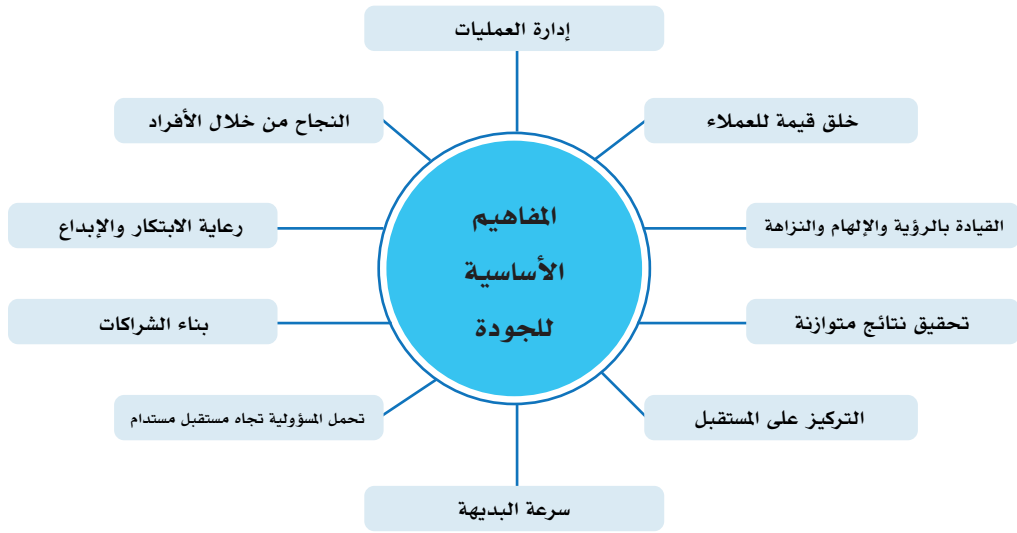 إدارة العمليات
خلق قيمة للعملاء
النجاح من خلال الأفراد
القيادة بالرؤية والإلهام والنزاهة
رعاية الابتكار والإبداع
المفاهيم
الأساسية
للجودة
تحقيق نتائج متوازنة
بناء الشراكات
التركيز على المستقبل
تحمل المسؤولية تجاه مستقبل مستدام
سرعة البديهة